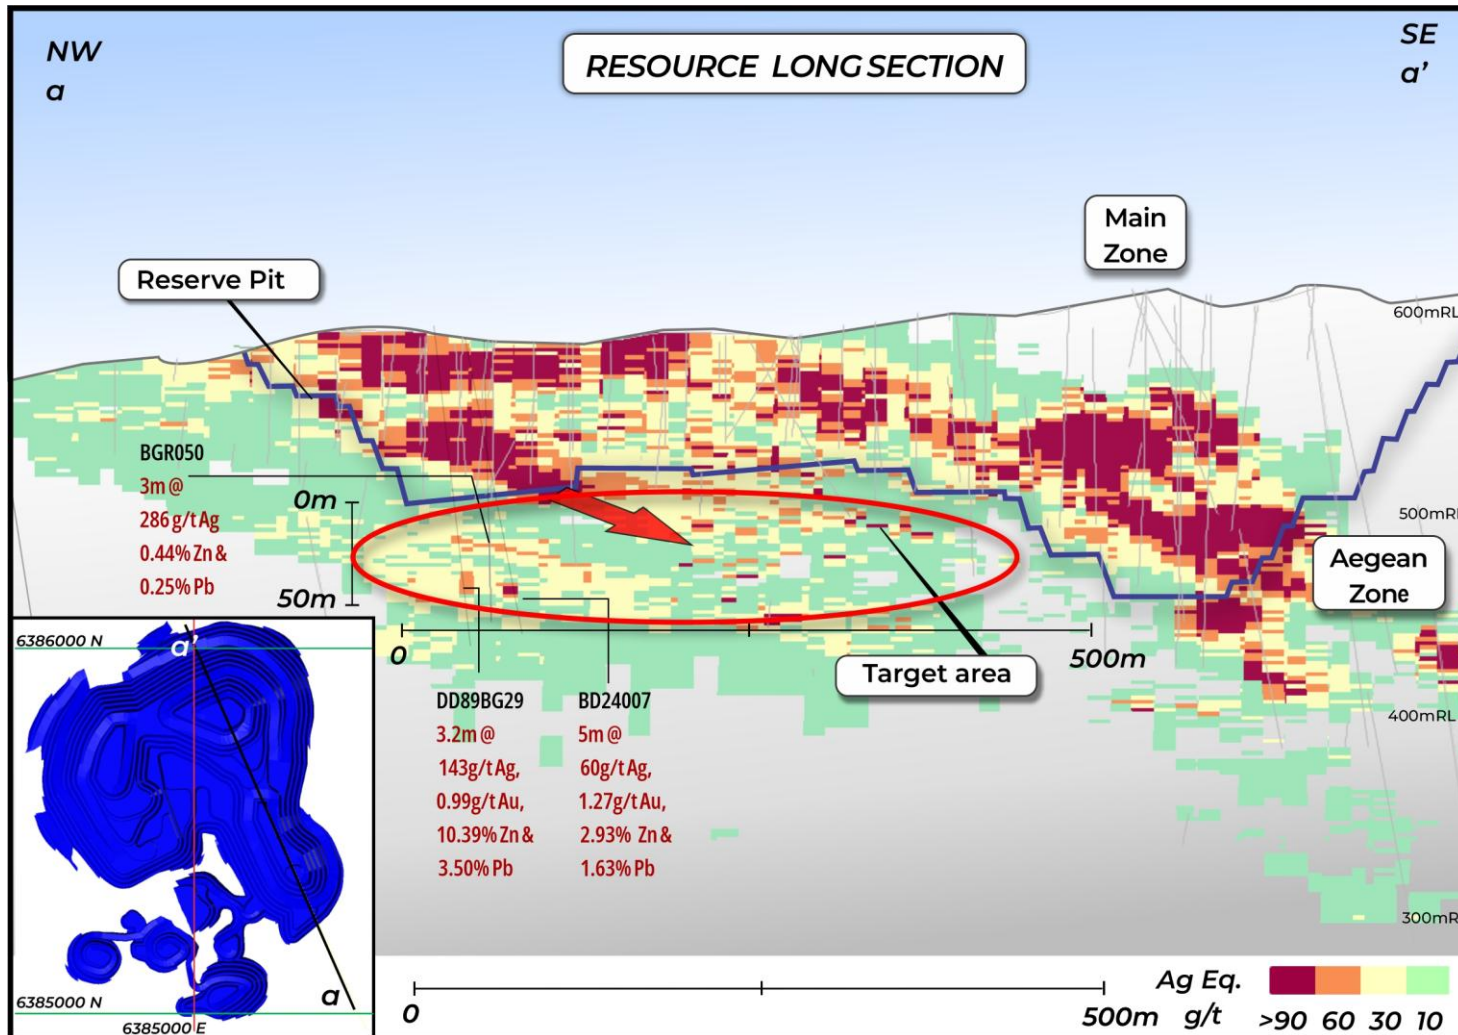 NW
a
RESOURCE LONG SECTION
SE
a’
Main
Zone
Reserve Pit
600mRL
BGR050
3m @
286 g/t Ag
0.44% Zn &
0.25% Pb
0m
50m
500mRL
Aegean
Zone
0
500m
Target area
400mRL
DD89BG29
3.2m @
143g/t Ag,
0.99g/t Au,
10.39% Zn &
3.50% Pb
BD24007
5m @
60g/t Ag,
1.27g/t Au,
2.93% Zn &
1.63% Pb
300mRL
6386000 N
a’
a
6385000 N
6385000 E
0
500m
Ag Eq.
g/t
>90 60 30 10